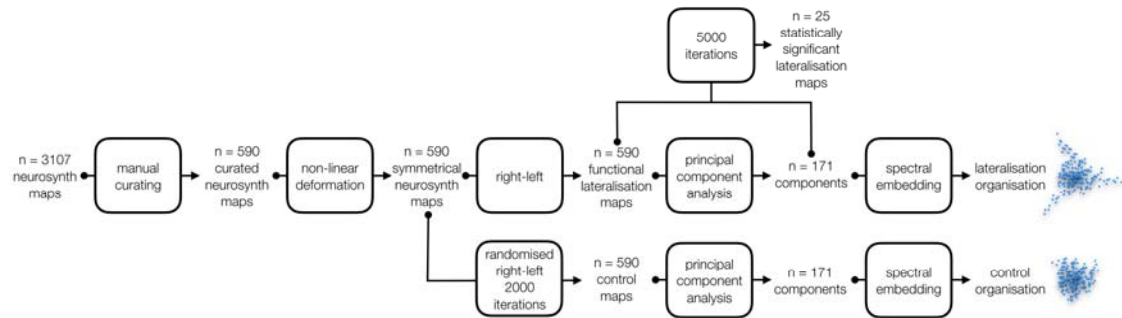 5000
iterations
n = 25
statistically
significant
lateralisation
maps
n = 3107
neurosynth
maps
manual
curating
n = 590
curated
neurosynth
maps
non-linear
deformation
n = 590
symmetrical
neurosynth
maps
right-left
n = 590
functional
lateralisation
maps
principal
component
analysis
n = 171
components
spectral
embedding
lateralisation
organisation
randomised
right-left
2000
iterations
n = 590
control
maps
principal
component
analysis
n = 171
components
spectral
embedding
control
organisation